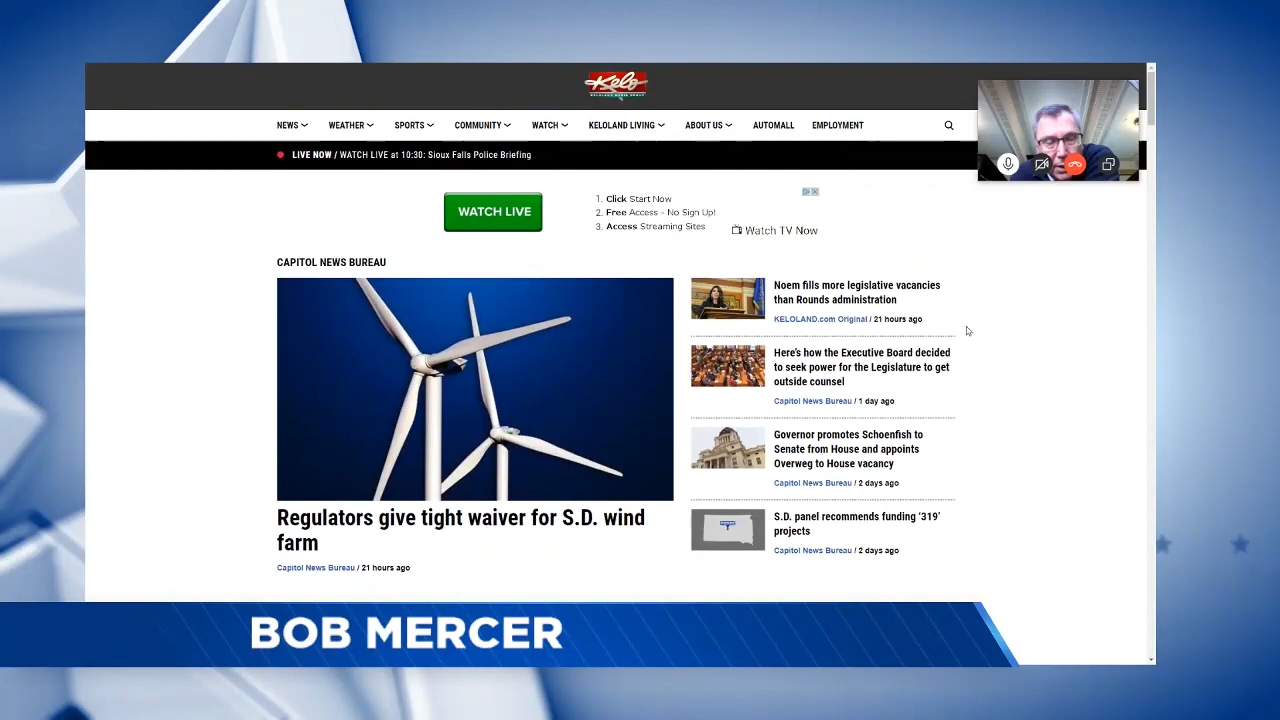 Kelo
KELOLAND MEDIA GROUP
NEWS
WEATHER
SPORTS
COMMUNITY
WATCH
KELOLAND LIVING
ABOUT US
AUTOMALL
EMPLOYMENT
LIVE NOW / WATCH LIVE at 10:30: Sioux Falls Police Briefing
WATCH LIVE
1. Click Start Now
2. Free Access - No Sign Up!
3. Access Streaming Sites
Watch TV Now
CAPITOL NEWS BUREAU
Regulators give tight waiver for S.D. wind
farm
Capitol News Bureau / 21 hours ago
Noem fills more legislative vacancies
than Rounds administration
KELOLAND.com Original / 21 hours ago
Here's how the Executive Board decided
to seek power for the Legislature to get
outside counsel
Capitol News Bureau / 1 day ago
Governor promotes Schoenfish to
Senate from House and appoints
Overweg to House vacancy
Capitol News Bureau / 2 days ago
S.D. panel recommends funding '319'
projects
Capitol News Bureau / 2 days ago
BOB MERCER